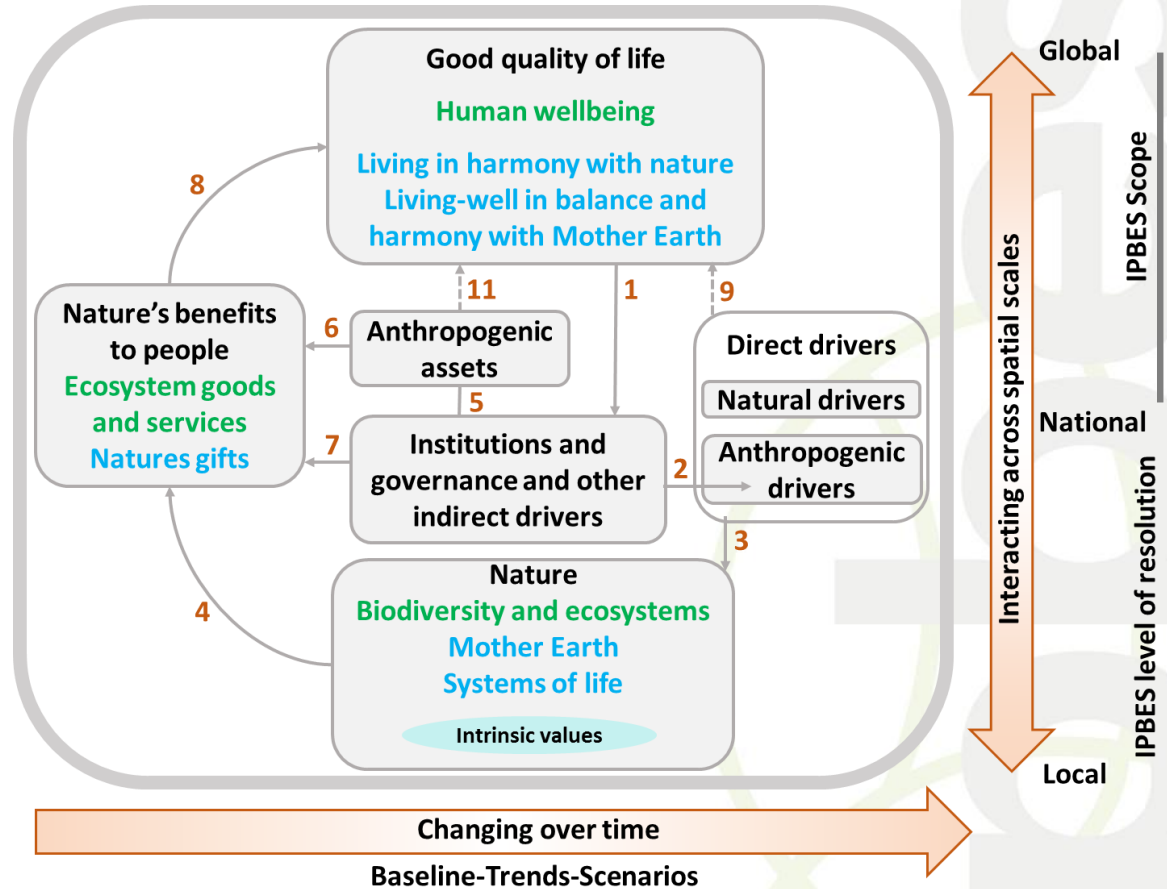 Good quality of life
Human wellbeing
Living in harmony with nature
Living-well in balance and
harmony with Mother Earth
8
11
1
9
Nature's benefits
to people
Ecosystem goods
and services
Natures gifts
6
Anthropogenic
assets
5
7
Institutions and
governance and other
indirect drivers
2
Direct drivers
Natural drivers
Anthropogenic
drivers
3
4
Nature
Biodiversity and ecosystems
Mother Earth
Systems of life
Intrinsic values
Global
National
Local
Interacting across spatial scales
IPBES Scope
IPBES level of resolution
Changing over time
Baseline-Trends-Scenarios